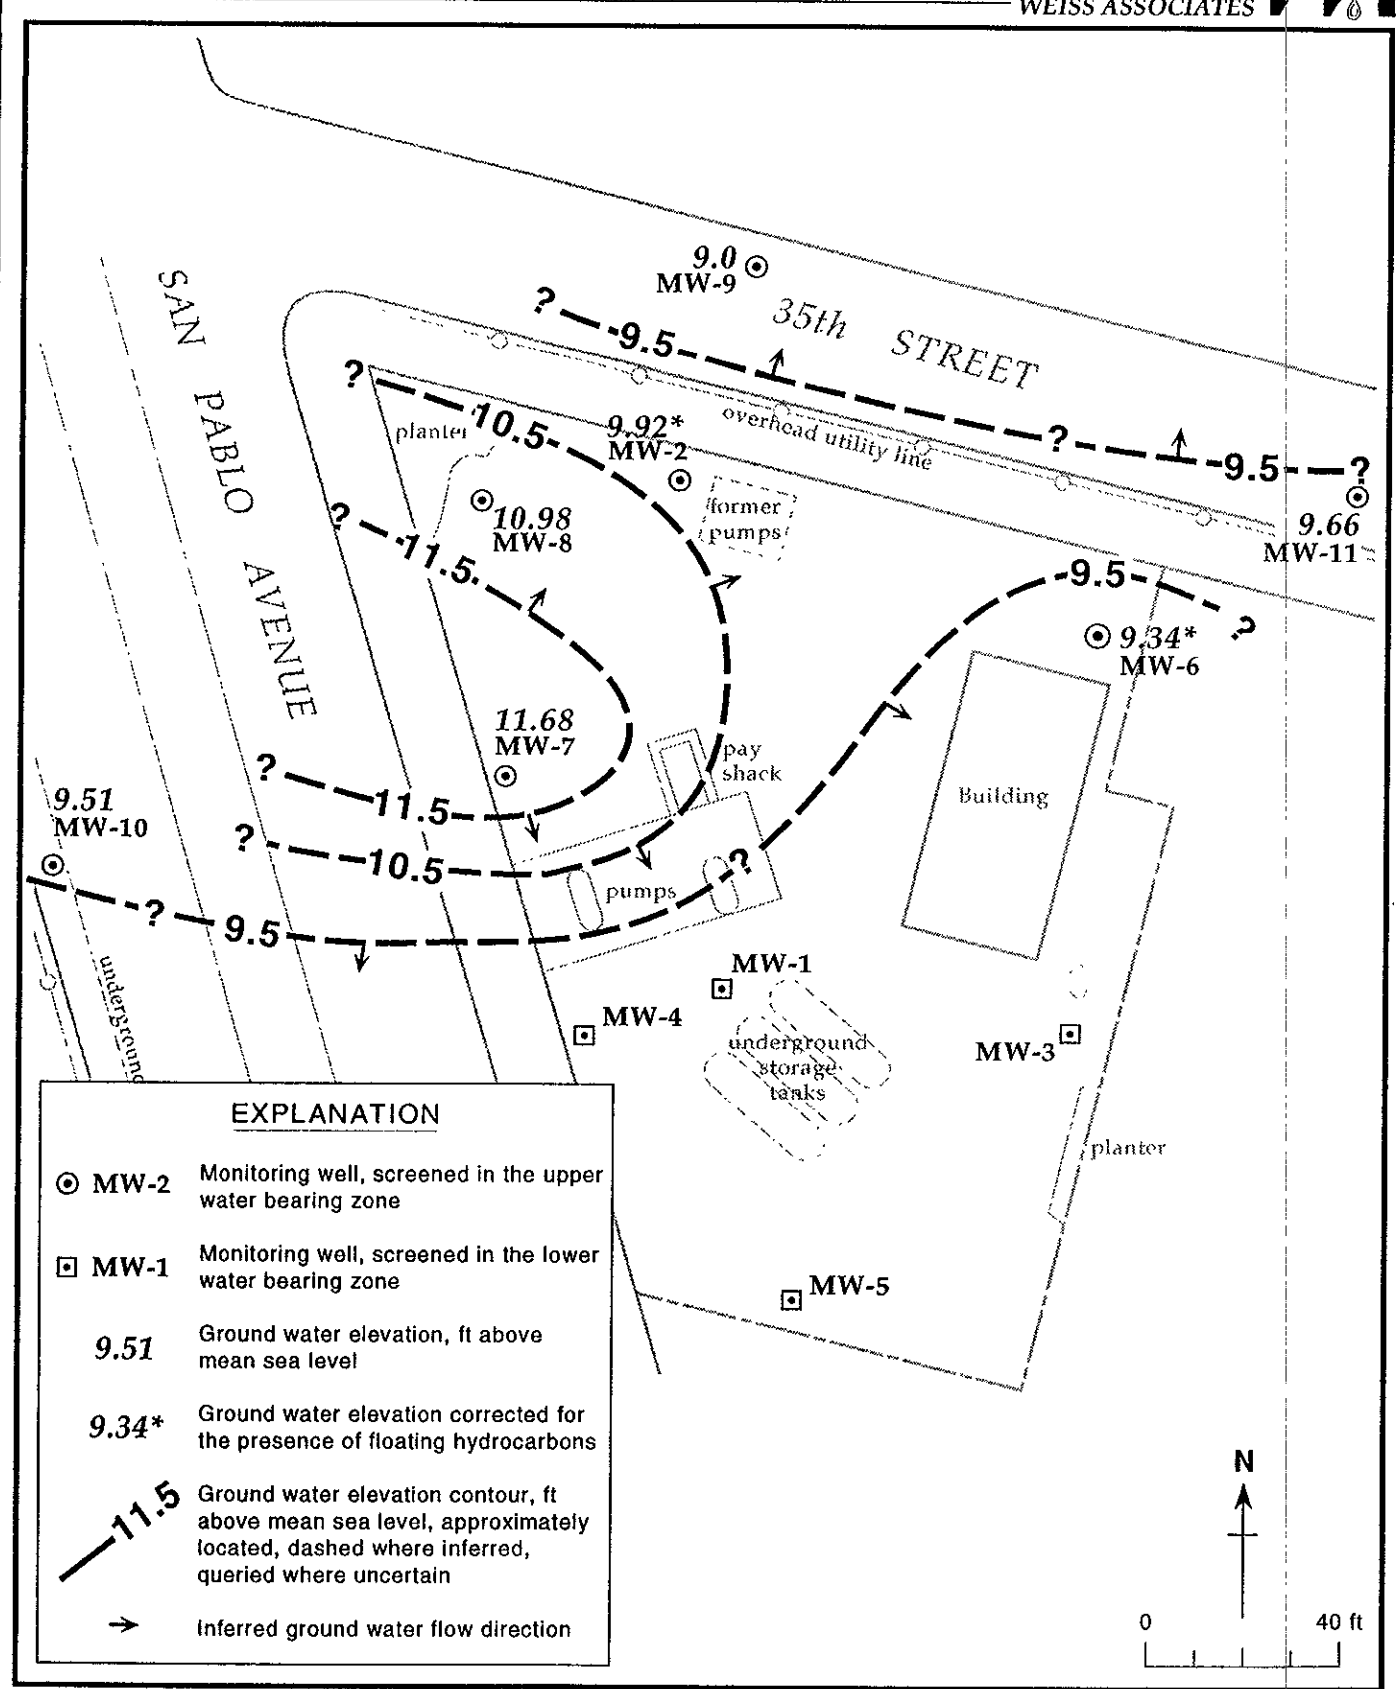 WEISS ASSOCIATES
9.0
MW-9
35th STREET
?
9.5
?
9.5
?
SAN PABLO AVENUE
?
10.5
planter
9.92*
MW-2
overhead utility line
former
pumps
9.66
MW-11
10.98
MW-8
?
11.5
9.5
?
9.34*
MW-6
11.68
MW-7
pay
shack
Building
?
11.5
9.51
MW-10
?
10.5
?
pumps
?
9.5
underground
MW-1
MW-4
underground
storage
tanks
MW-3
planter
MW-5
EXPLANATION
MW-2 Monitoring well, screened in the upper
water bearing zone
MW-1 Monitoring well, screened in the lower
water bearing zone
9.51 Ground water elevation, ft above
mean sea level
9.34* Ground water elevation corrected for
the presence of floating hydrocarbons
11.5 Ground water elevation contour, ft
above mean sea level, approximately
located, dashed where inferred,
queried where uncertain
Inferred ground water flow direction
N
0 40 ft